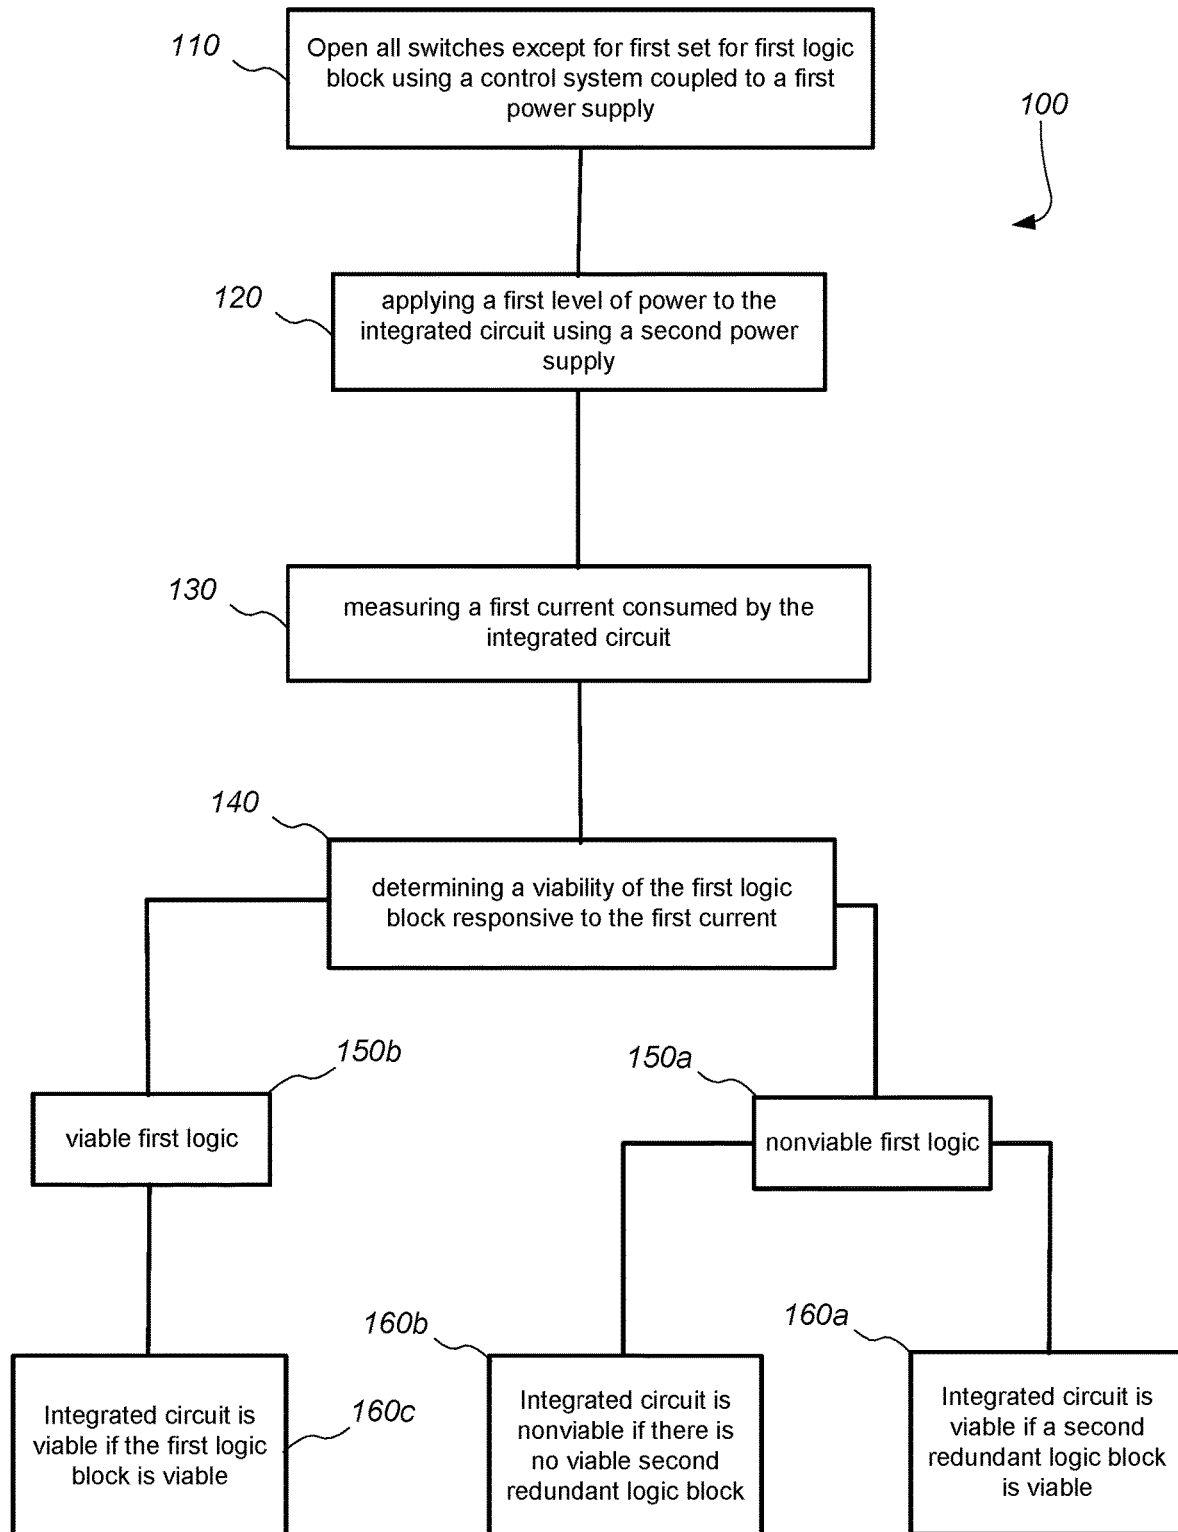 110
Open all switches except for first set for first logic
block using a control system coupled to a first
power supply
100
120
applying a first level of power to the
integrated circuit using a second power
supply
130
measuring a first current consumed by the
integrated circuit
140
determining a viability of the first logic
block responsive to the first current
150b
viable first logic
150a
nonviable first logic
160c
Integrated circuit is
viable if the first logic
block is viable
160b
Integrated circuit is
nonviable if there is
no viable second
redundant logic block
160a
Integrated circuit is
viable if a second
redundant logic block
is viable